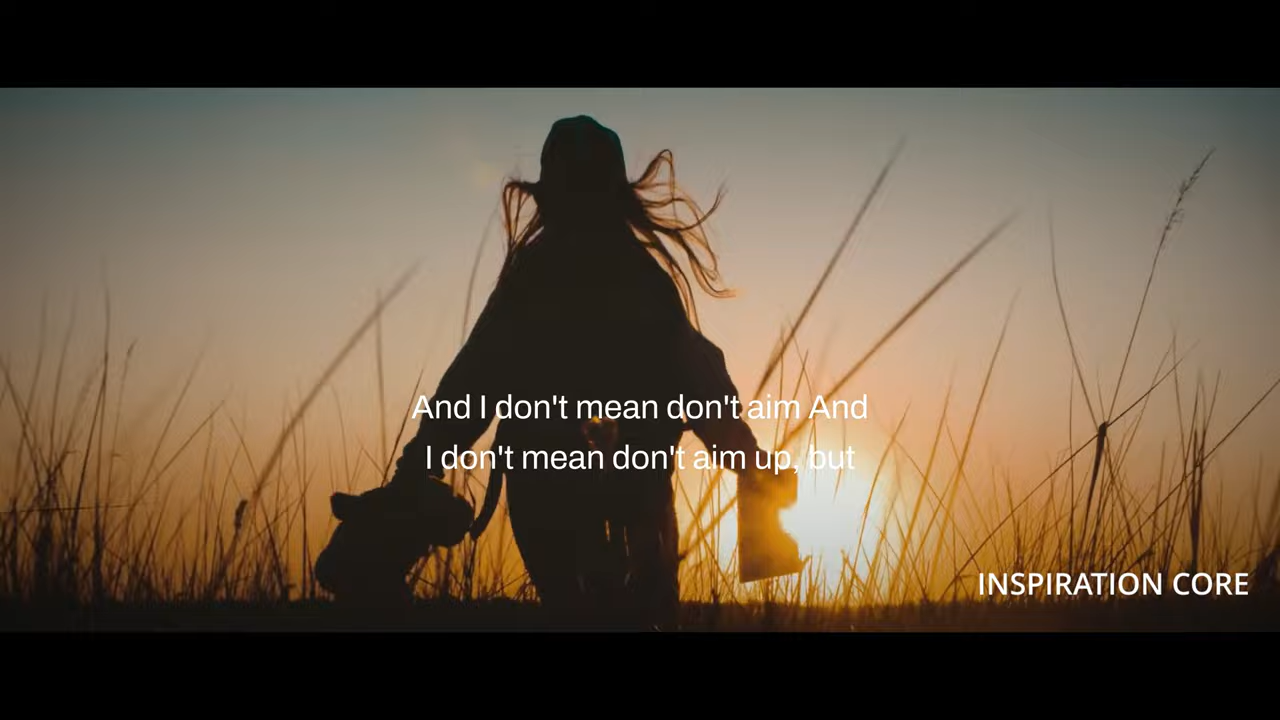 And I don't mean don't aim And
I don't mean don't aim up, but
INSPIRATION CORE